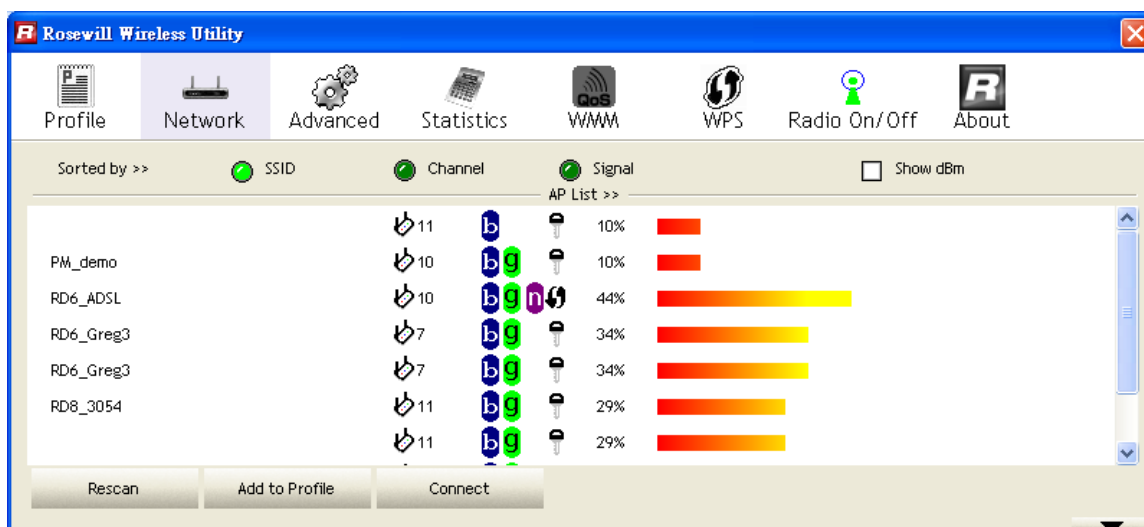 R Rosewill Wireless Utility
P
QoS
R
Profile Network Advanced Statistics WMM WPS Radio On/Off About
Sorted by >> SSID Channel Signal Show dBm
AP List >>
11 b 10%
PM_demo 10 b g 10%
RD6_ADSL 10 b g n 44%
RD6_Greg3 7 b g 34%
RD6_Greg3 7 b g 34%
RD8_3054 11 b g 29%
11 b g 29%
Rescan Add to Profile Connect